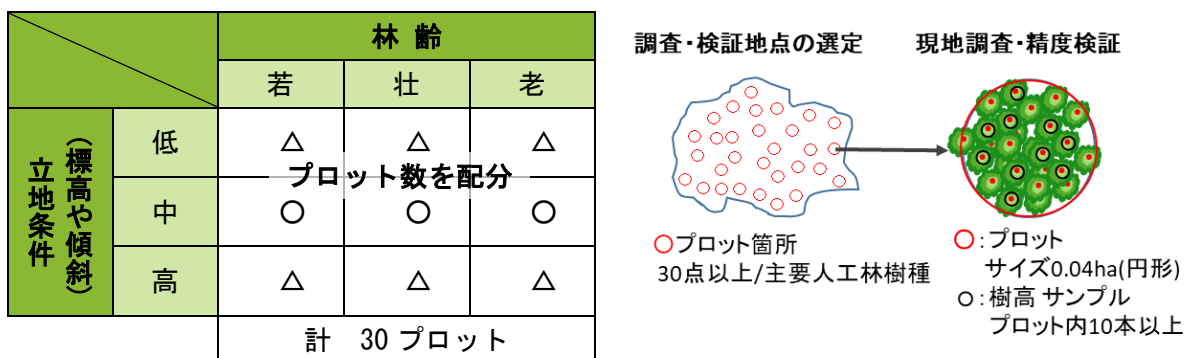 林 齢
若 壮 老
立地条件
（標高や傾斜）
低 △ △ △
プロット数を配分
中 〇 〇 〇
高 △ △ △
計 30 プロット
調査・検証地点の選定
○プロット箇所
30点以上/主要人工林樹種
現地調査・精度検証
○：プロット
サイズ0.04ha(円形)
○：樹高 サンプル
プロット内10本以上